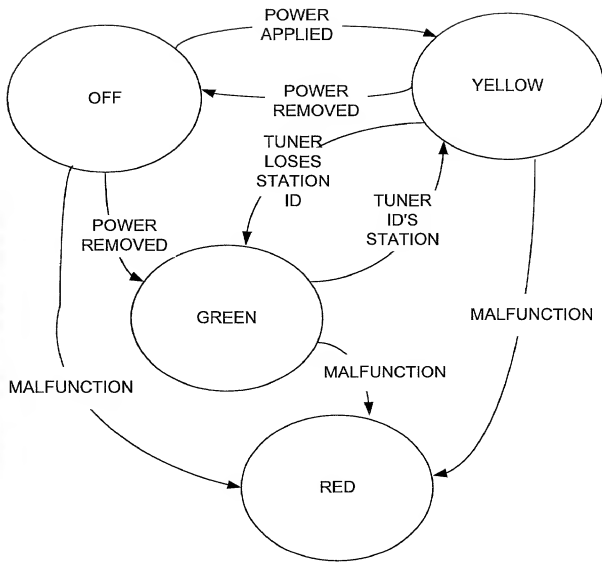 POWER
APPLIED
OFF
YELLOW
POWER
REMOVED
TUNER
LOSES
STATION
ID
TUNER
ID'S
STATION
POWER
REMOVED
GREEN
MALFUNCTION
MALFUNCTION
MALFUNCTION
RED